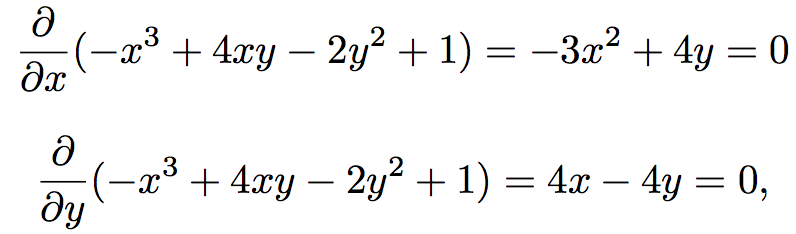 ∂/∂x(−x³ + 4xy − 2y² + 1) = −3x² + 4y = 0
∂/∂y(−x³ + 4xy − 2y² + 1) = 4x − 4y = 0,